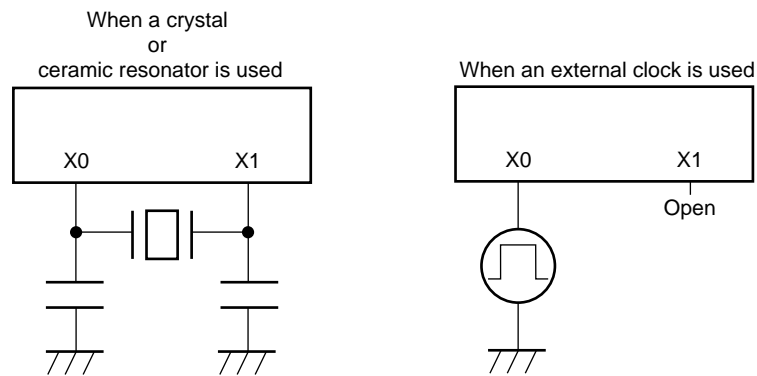 When a crystal
or
ceramic resonator is used
X0
X1
When an external clock is used
X0
X1
Open